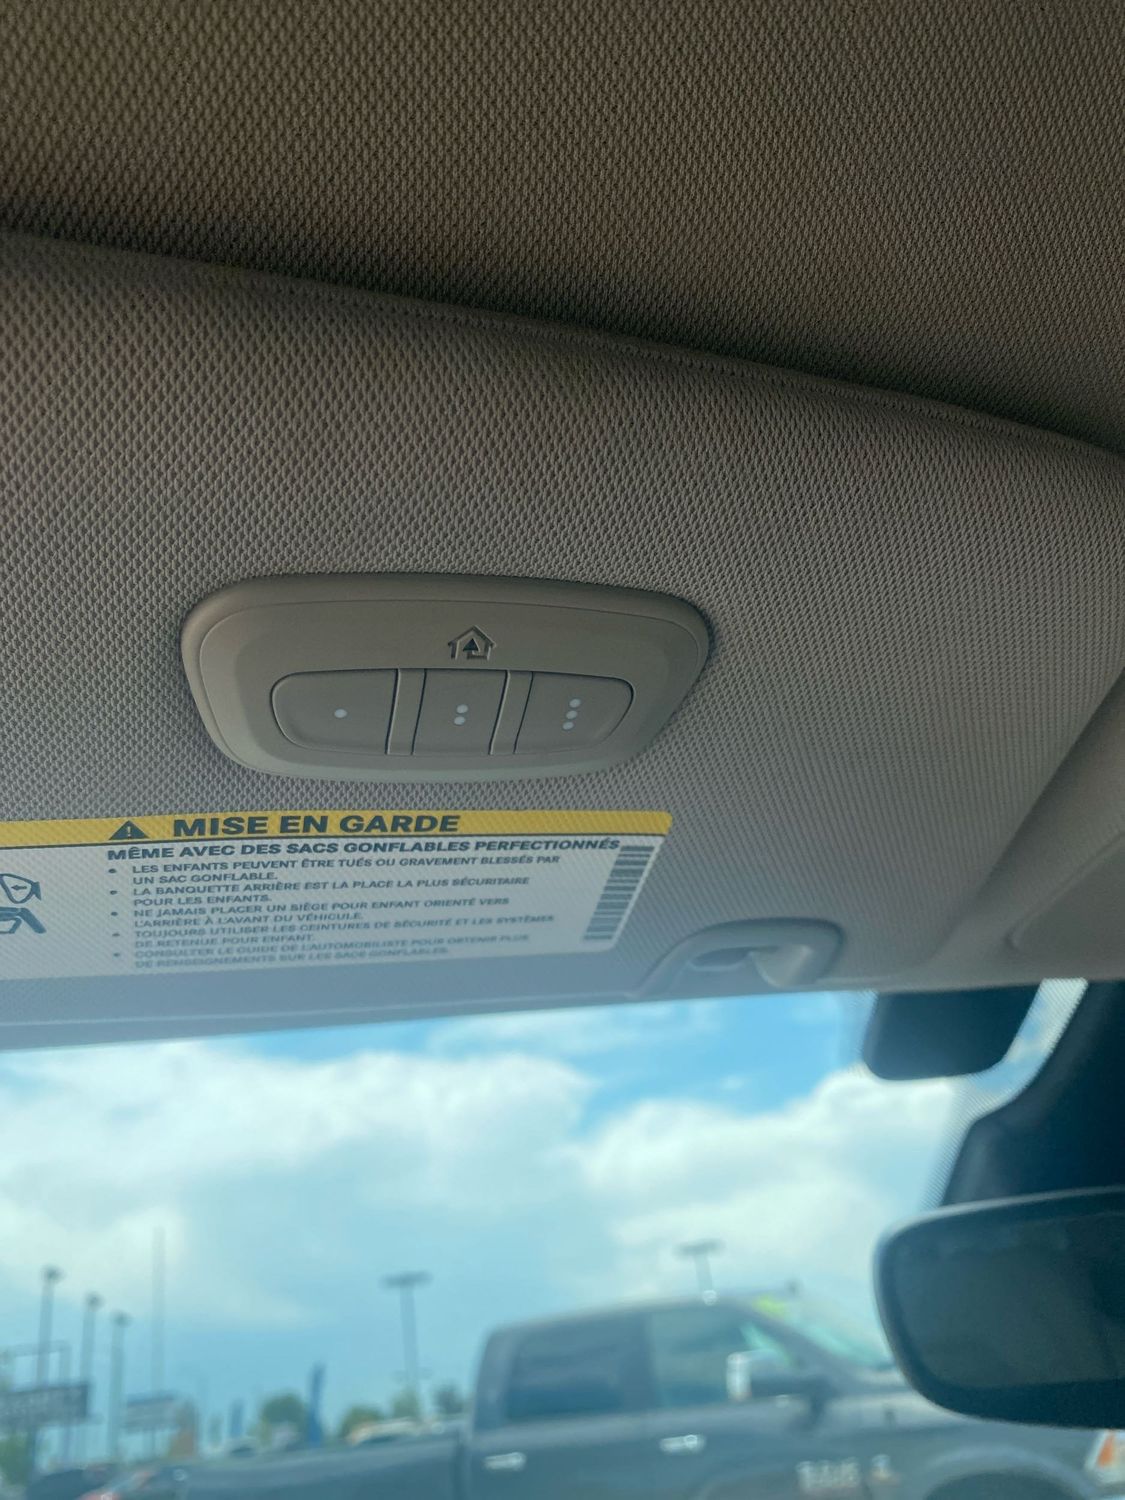 MISE EN GARDE
MÊME AVEC DES SACS GONFLABLES PERFECTIONNÉS
• LES ENFANTS PEUVENT ÊTRE TUÉS OU GRAVEMENT BLESSÉS PAR
UN SAC GONFLABLE.
• LA BANQUETTE ARRIÈRE EST LA PLACE LA PLUS SÉCURITAIRE
POUR LES ENFANTS.
• NE JAMAIS PLACER UN SIÈGE POUR ENFANT ORIENTÉ VERS
L'ARRIÈRE À L'AVANT DU VÉHICULE.
• TOUJOURS UTILISER LES CEINTURES DE SÉCURITÉ ET LES SYSTÈMES
DE RETENUE POUR ENFANT.
• CONSULTER LE GUIDE DE L'AUTOMOBILISTE POUR OBTENIR PLUS
DE RENSEIGNEMENTS SUR LES SACS GONFLABLES.